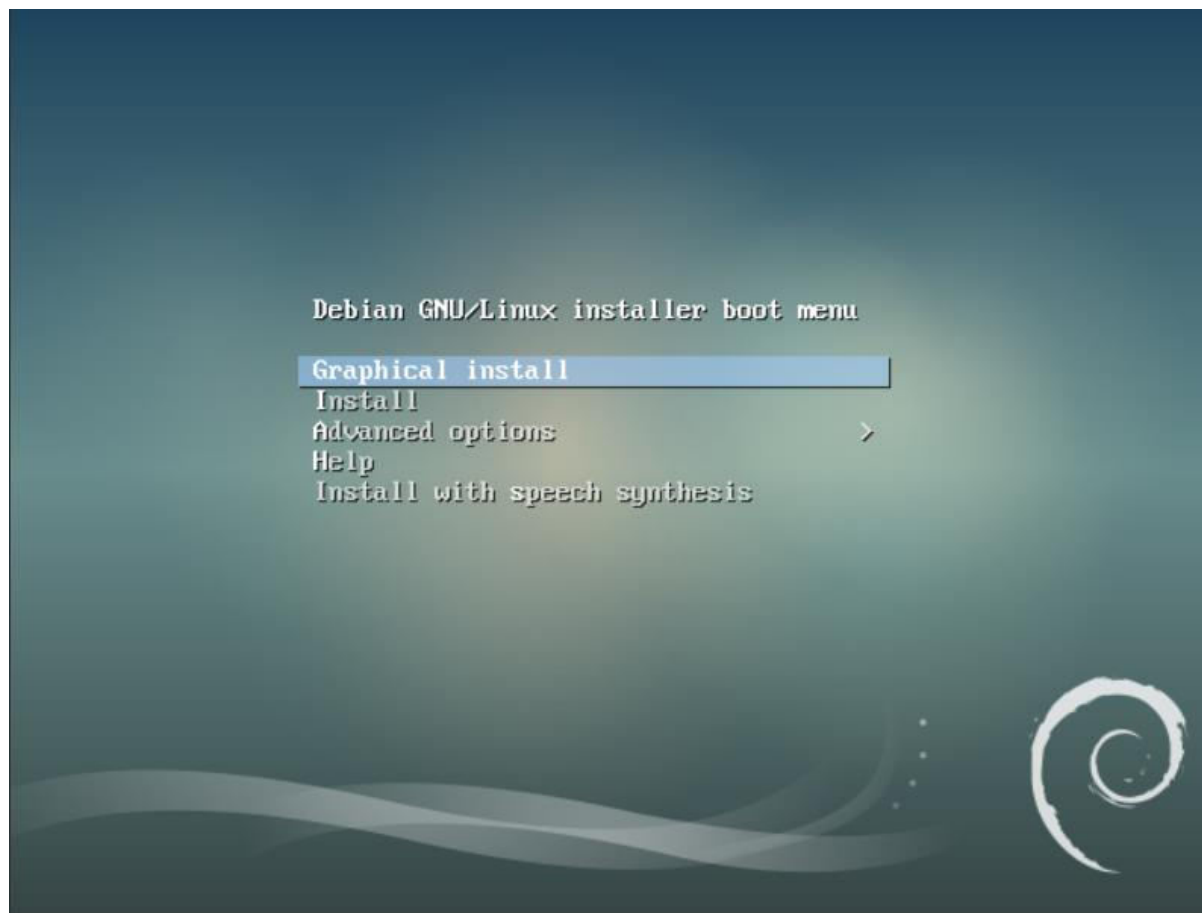 Debian GNU/Linux installer boot menu
Graphical install
Install
Advanced options >
Help
Install with speech synthesis